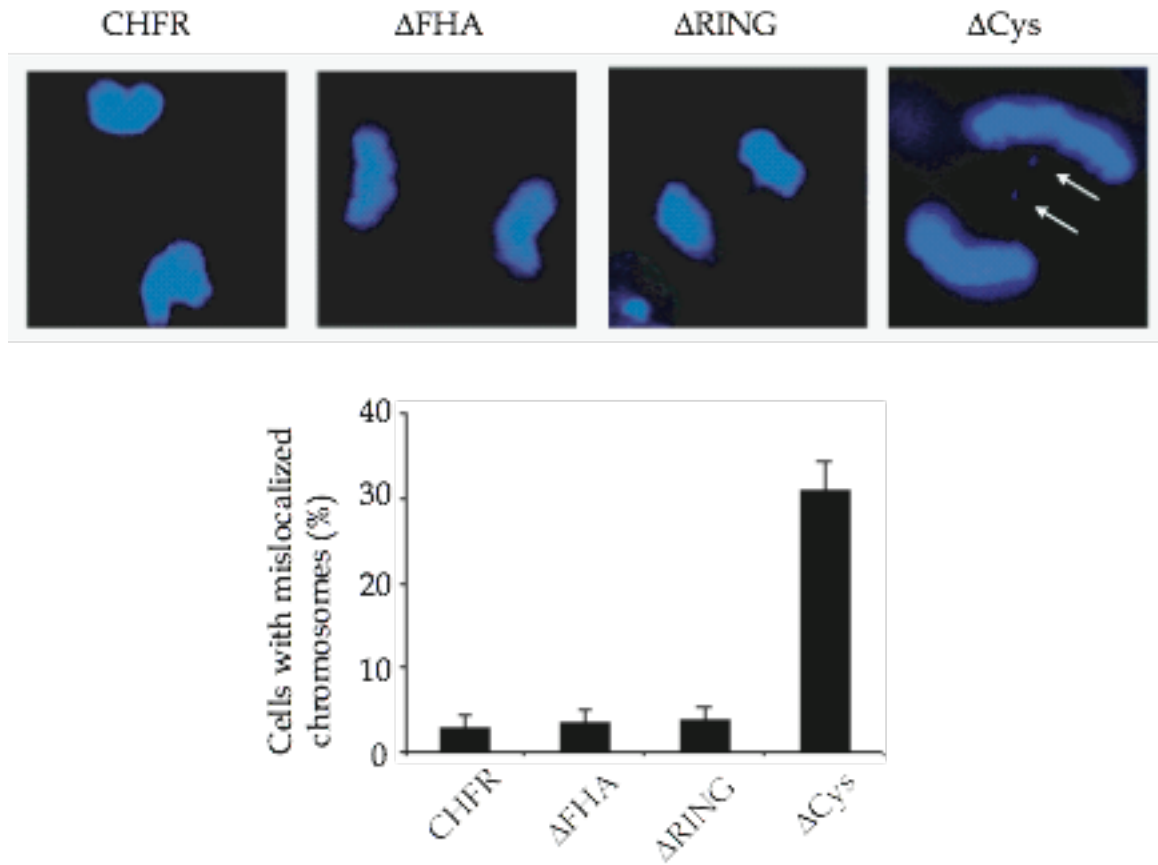 CHFR ΔFHA ΔRING ΔCys
Cells with mislocalized
chromosomes (%)
40
30
20
10
0
CHFR ΔFHA ΔRING ΔCys